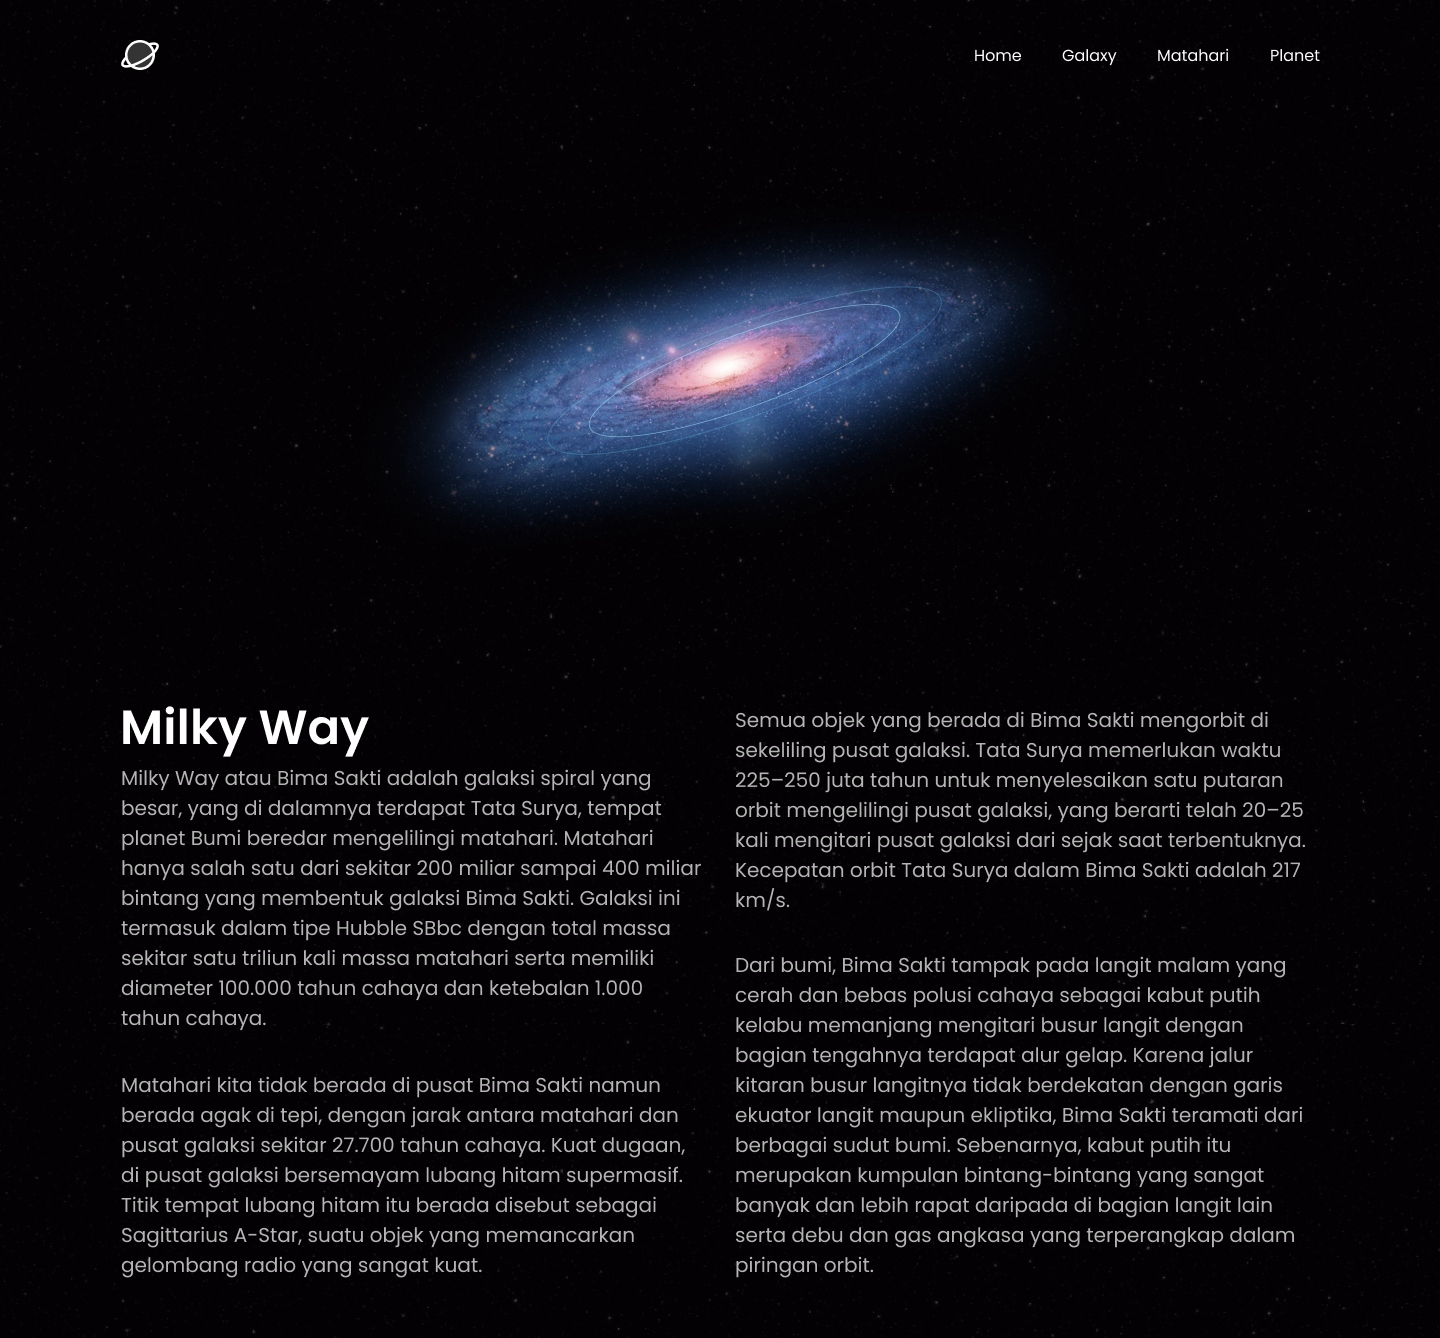 Home
Galaxy
Matahari
Planet
Milky Way
Milky Way atau Bima Sakti adalah galaksi spiral yang
besar, yang di dalamnya terdapat Tata Surya, tempat
planet Bumi beredar mengelilingi matahari. Matahari
hanya salah satu dari sekitar 200 miliar sampai 400 miliar
bintang yang membentuk galaksi Bima Sakti. Galaksi ini
termasuk dalam tipe Hubble SBbc dengan total massa
sekitar satu triliun kali massa matahari serta memiliki
diameter 100.000 tahun cahaya dan ketebalan 1.000
tahun cahaya.
Matahari kita tidak berada di pusat Bima Sakti namun
berada agak di tepi, dengan jarak antara matahari dan
pusat galaksi sekitar 27.700 tahun cahaya. Kuat dugaan,
di pusat galaksi bersemayam lubang hitam supermasif.
Titik tempat lubang hitam itu berada disebut sebagai
Sagittarius A-Star, suatu objek yang memancarkan
gelombang radio yang sangat kuat.
Semua objek yang berada di Bima Sakti mengorbit di
sekeliling pusat galaksi. Tata Surya memerlukan waktu
225–250 juta tahun untuk menyelesaikan satu putaran
orbit mengelilingi pusat galaksi, yang berarti telah 20–25
kali mengitari pusat galaksi dari sejak saat terbentuknya.
Kecepatan orbit Tata Surya dalam Bima Sakti adalah 217
km/s.
Dari bumi, Bima Sakti tampak pada langit malam yang
cerah dan bebas polusi cahaya sebagai kabut putih
kelabu memanjang mengitari busur langit dengan
bagian tengahnya terdapat alur gelap. Karena jalur
kitaran busur langitnya tidak berdekatan dengan garis
ekuator langit maupun ekliptika, Bima Sakti teramati dari
berbagai sudut bumi. Sebenarnya, kabut putih itu
merupakan kumpulan bintang-bintang yang sangat
banyak dan lebih rapat daripada di bagian langit lain
serta debu dan gas angkasa yang terperangkap dalam
piringan orbit.